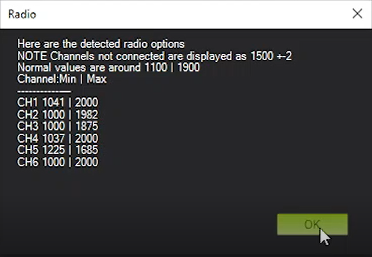 Radio
Here are the detected radio options
NOTE Channels not connected are displayed as 1500 +-2
Normal values are around 1100 | 1900
Channel:Min | Max
-------------
CH1 1041 | 2000
CH2 1000 | 1982
CH3 1000 | 1875
CH4 1037 | 2000
CH5 1225 | 1685
CH6 1000 | 2000
OK